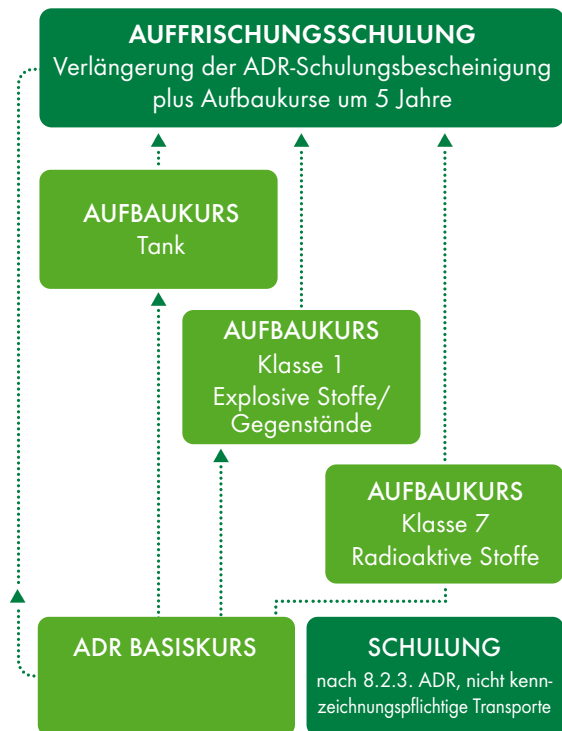 AUFFRISCHUNGSSCHULUNG
Verlängerung der ADR-Schulungsbescheinigung
plus Aufbaukurse um 5 Jahre
AUFBAUKURS
Tank
AUFBAUKURS
Klasse 1
Explosive Stoffe/
Gegenstände
AUFBAUKURS
Klasse 7
Radioaktive Stoffe
ADR BASISKURS
SCHULUNG
nach 8.2.3. ADR, nicht kenn-
zeichnungspflichtige Transporte